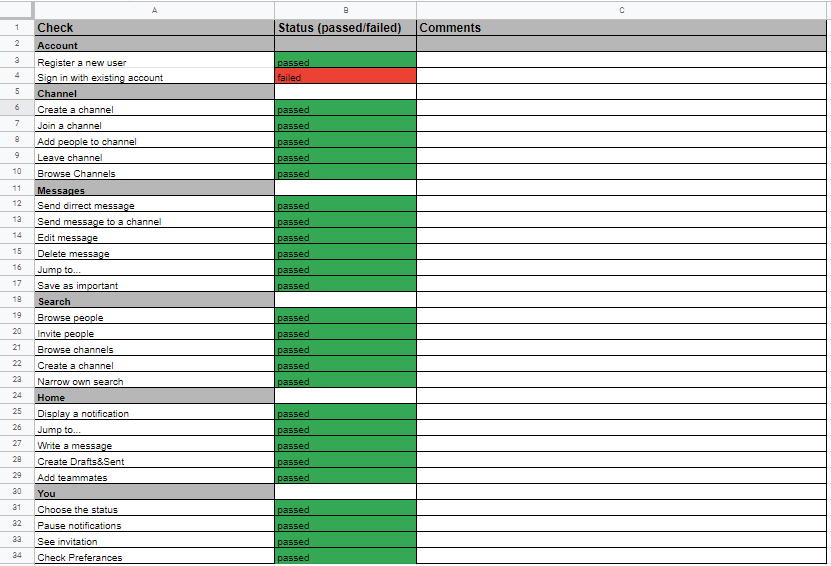 A B C
1 Check Status (passed/failed) Comments
2 Account
3 Register a new user passed
4 Sign in with existing account failed
5 Channel
6 Create a channel passed
7 Join a channel passed
8 Add people to channel passed
9 Leave channel passed
10 Browse Channels passed
11 Messages
12 Send dirrect message passed
13 Send message to a channel passed
14 Edit message passed
15 Delete message passed
16 Jump to... passed
17 Save as important passed
18 Search
19 Browse people passed
20 Invite people passed
21 Browse channels passed
22 Create a channel passed
23 Narrow own search passed
24 Home
25 Display a notification passed
26 Jump to... passed
27 Write a message passed
28 Create Drafts&Sent passed
29 Add teammates passed
30 You
31 Choose the status passed
32 Pause notifications passed
33 See invitation passed
34 Check Preferances passed